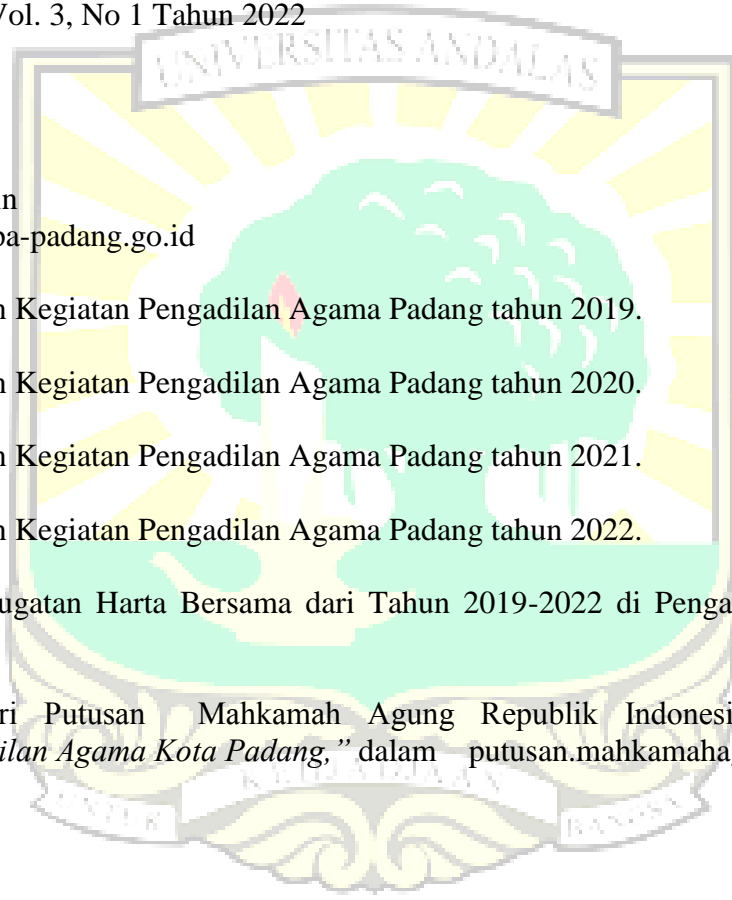 Vol. 3, No 1 Tahun 2022
UNIVERSITAS ANDALAS
in
pa-padang.go.id
n Kegiatan Pengadilan Agama Padang tahun 2019.
n Kegiatan Pengadilan Agama Padang tahun 2020.
n Kegiatan Pengadilan Agama Padang tahun 2021.
n Kegiatan Pengadilan Agama Padang tahun 2022.
ugatan Harta Bersama dari Tahun 2019-2022 di Penga
ri Putusan Mahkamah Agung Republik Indonesi
ilan Agama Kota Padang,” dalam putusan.mahkamaha
UNTUK
BANGSA